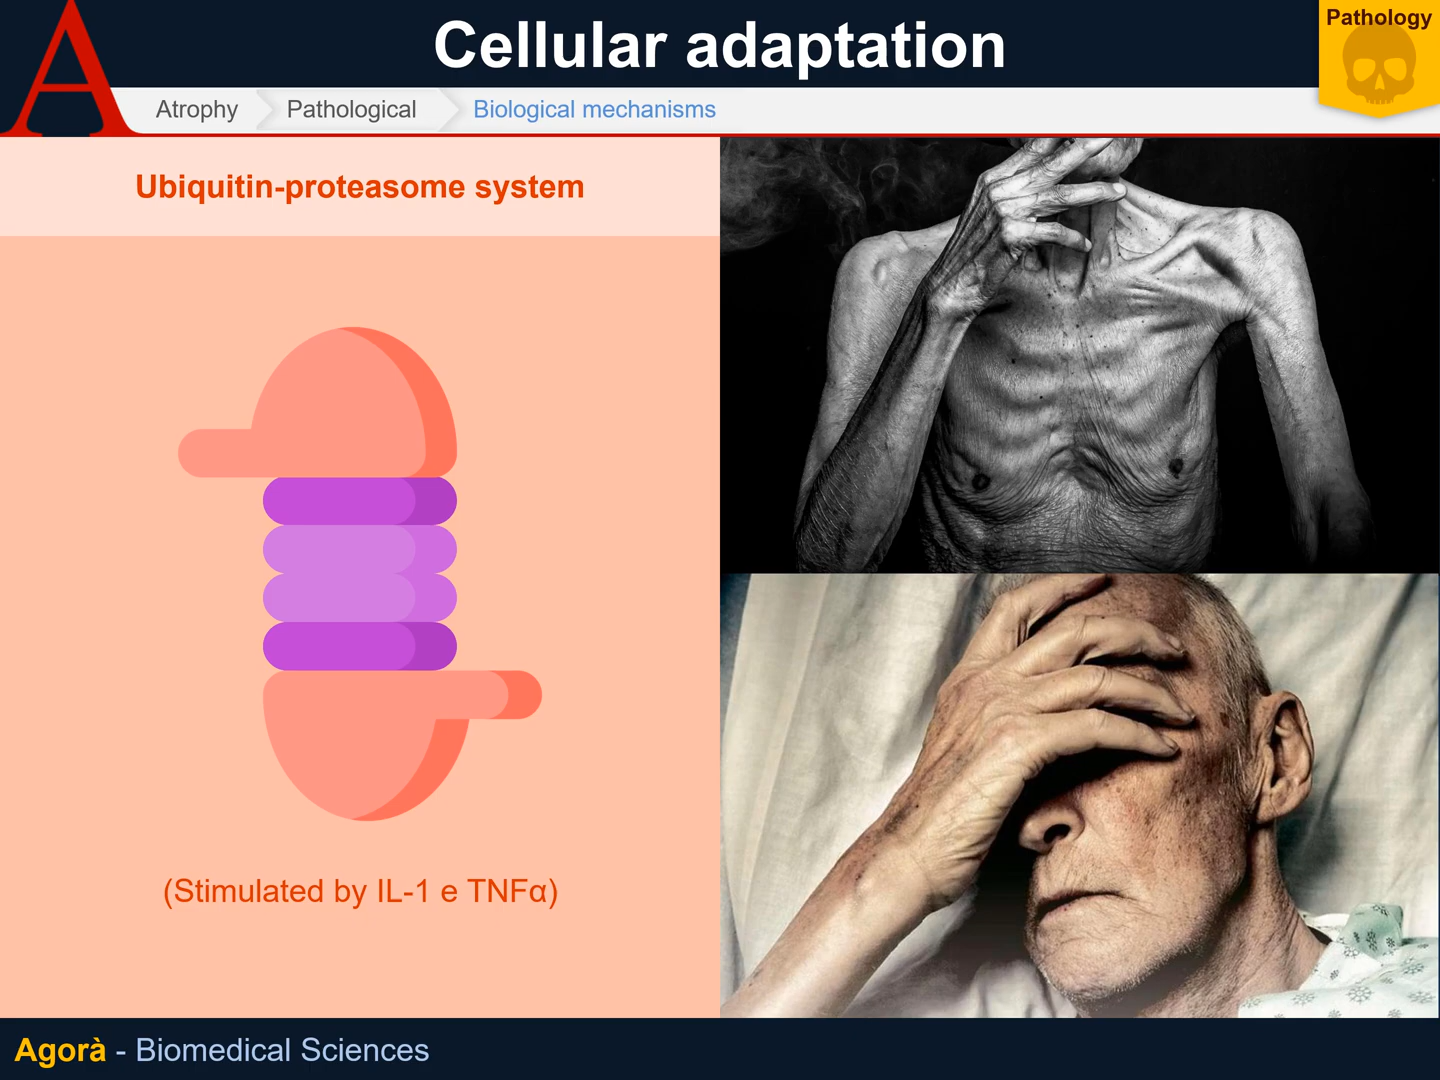 Cellular adaptation
Pathology
A
Atrophy
Pathological
Biological mechanisms
Ubiquitin-proteasome system
(Stimulated by IL-1 e TNFα)
Agorà - Biomedical Sciences